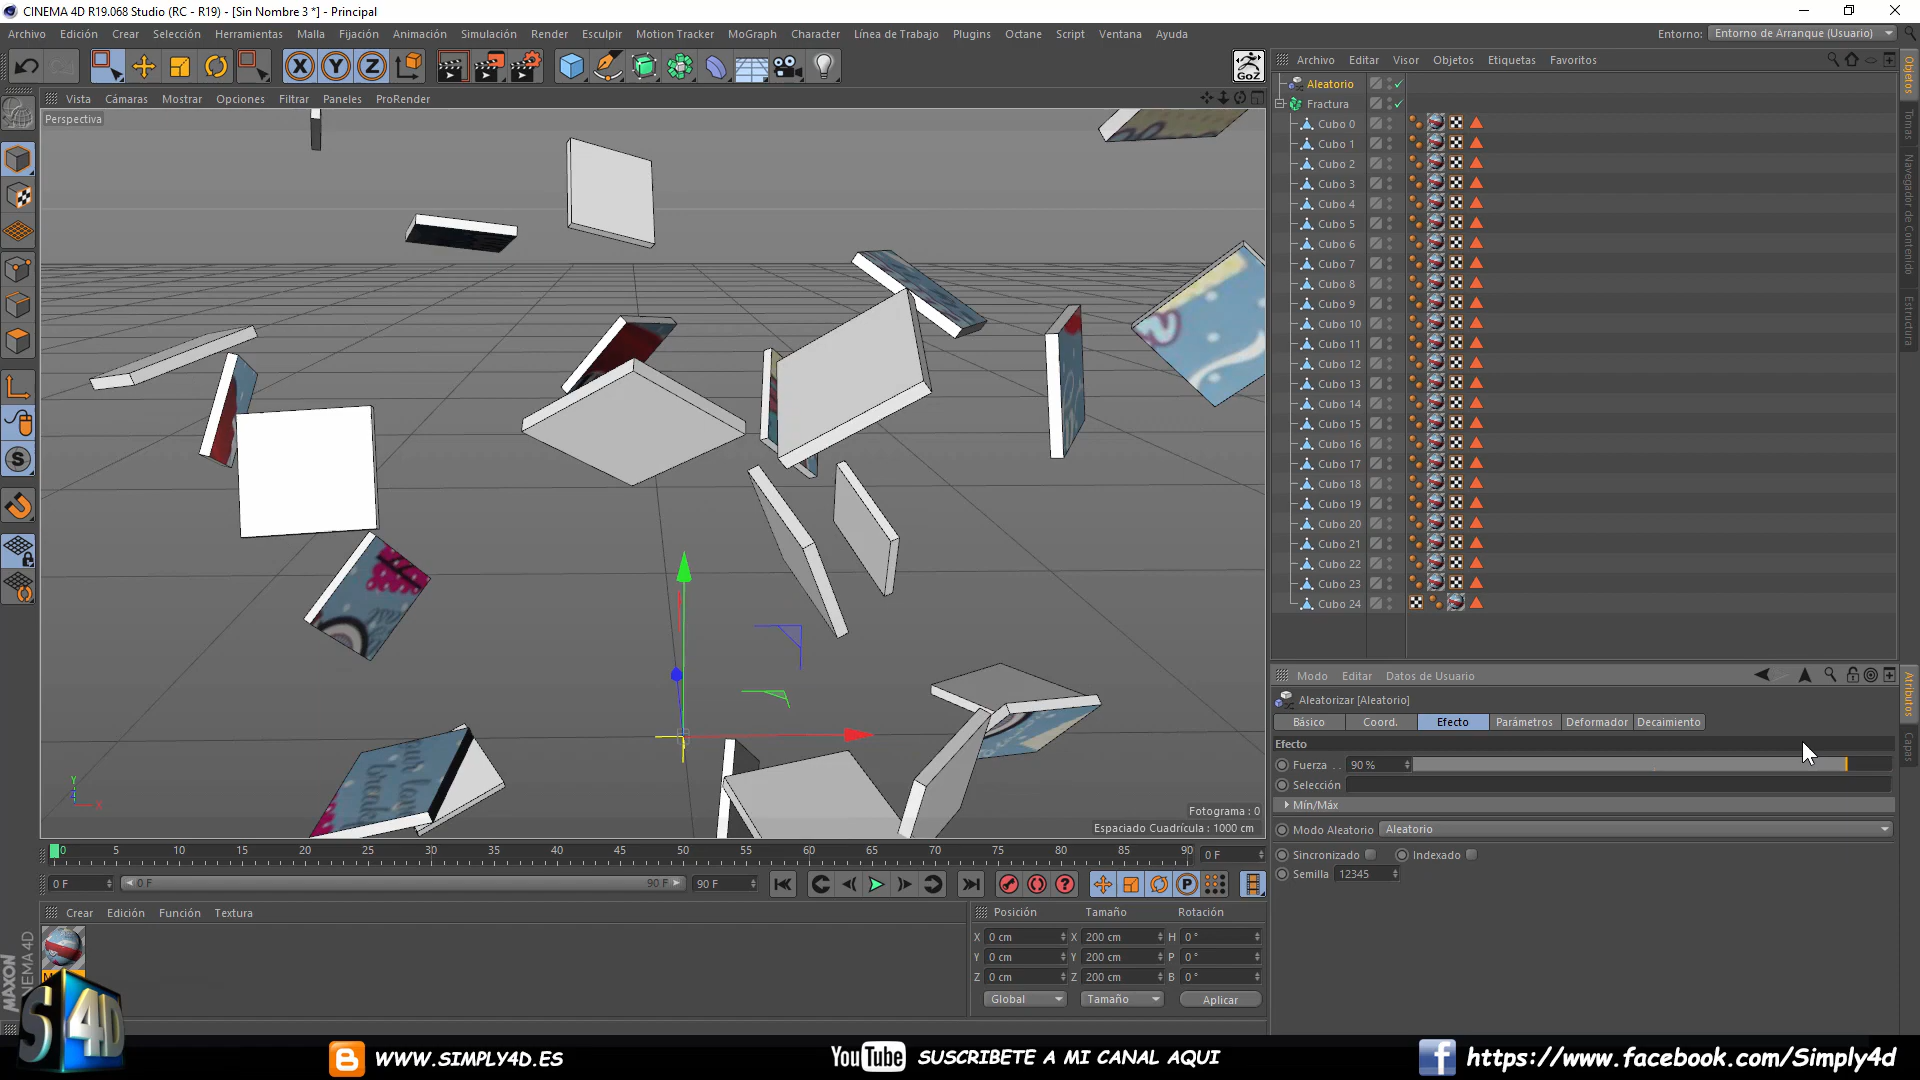 CINEMA 4D R19.068 Studio (RC - R19) - [Sin Nombre 3 *] - Principal
Archivo Edición Crear Selección Herramientas Malla Fijación Animación Simulación Render Esculpir Motion Tracker MoGraph Character Línea de Trabajo Plugins Octane Script Ventana Ayuda
Entorno: Entorno de Arranque (Usuario)
X Y Z
GoZ
Vista Cámaras Mostrar Opciones Filtrar Paneles ProRender
Perspectiva
Y
X
Fotograma : 0
Espaciado Cuadrícula : 1000 cm
Archivo Editar Visor Objetos Etiquetas Favoritos
Aleatorio
Fractura
Cubo 0
Cubo 1
Cubo 2
Cubo 3
Cubo 4
Cubo 5
Cubo 6
Cubo 7
Cubo 8
Cubo 9
Cubo 10
Cubo 11
Cubo 12
Cubo 13
Cubo 14
Cubo 15
Cubo 16
Cubo 17
Cubo 18
Cubo 19
Cubo 20
Cubo 21
Cubo 22
Cubo 23
Cubo 24
Objetos
Tomas
Navegador de Contenido
Estructura
Modo Editar Datos de Usuario
Aleatorizar [Aleatorio]
Básico Coord. Efecto Parámetros Deformador Decaimiento
Efecto
Fuerza . . 90 %
Selección
Mín/Máx
Modo Aleatorio Aleatorio
Sincronizado Indexado
Semilla 12345
Atributos
Capas
0 5 10 15 20 25 30 35 40 45 50 55 60 65 70 75 80 85 90 0 F
0 F 0 F 90 F 90 F
Crear Edición Función Textura
Posición Tamaño Rotación
X 0 cm X 200 cm H 0 °
Y 0 cm Y 200 cm P 0 °
Z 0 cm Z 200 cm B 0 °
Global Tamaño Aplicar
MAXON
CINEMA 4D
S4D
WWW.SIMPLY4D.ES
YouTube SUSCRIBETE A MI CANAL AQUI
https://www.facebook.com/Simply4d